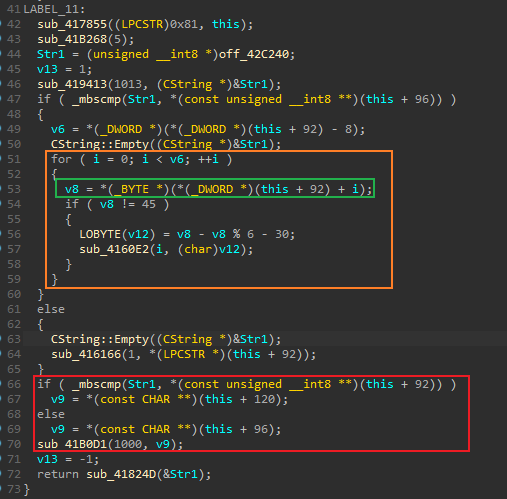 41 LABEL_11:
42 sub_417855((LPCSTR)0x81, this);
43 sub_41B268(5);
44 Str1 = (unsigned __int8 *)off_42C240;
45 v13 = 1;
46 sub_419413(1013, (CString *)&Str1);
47 if ( _mbscmp(Str1, *(const unsigned __int8 **)(this + 96)) )
48 {
49 v6 = *(_DWORD *)(*(_DWORD *)(this + 92) - 8);
50 CString::Empty((CString *)&Str1);
51 for ( i = 0; i < v6; ++i )
52 {
53 v8 = *(_BYTE *)(*(_DWORD *)(this + 92) + i);
54 if ( v8 != 45 )
55 {
56 LOBYTE(v12) = v8 - v8 % 6 - 30;
57 sub_4160E2(i, (char)v12);
58 }
59 }
60 }
61 else
62 {
63 CString::Empty((CString *)&Str1);
64 sub_416166(1, *(LPCSTR *)(this + 92));
65 }
66 if ( _mbscmp(Str1, *(const unsigned __int8 **)(this + 92)) )
67 v9 = *(const CHAR **)(this + 120);
68 else
69 v9 = *(const CHAR **)(this + 96);
70 sub_41B0D1(1000, v9);
71 v13 = -1;
72 return sub_41824D(&Str1);
73 }